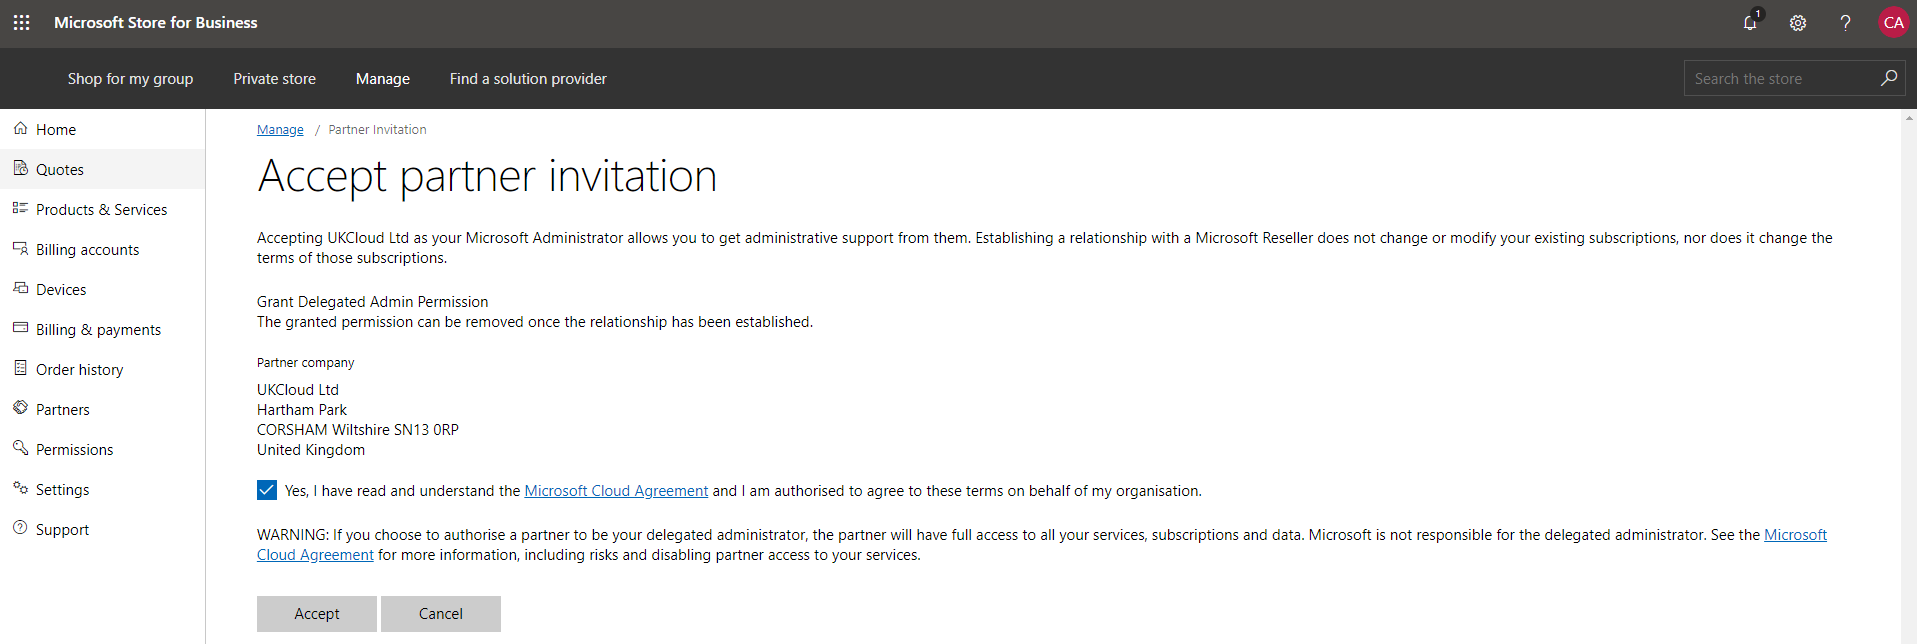 Microsoft Store for Business
1
CA
Shop for my group
Private store
Manage
Find a solution provider
Search the store
Home
Quotes
Products & Services
Billing accounts
Devices
Billing & payments
Order history
Partners
Permissions
Settings
Support
Manage / Partner Invitation
Accept partner invitation
Accepting UKCloud Ltd as your Microsoft Administrator allows you to get administrative support from them. Establishing a relationship with a Microsoft Reseller does not change or modify your existing subscriptions, nor does it change the
terms of those subscriptions.
Grant Delegated Admin Permission
The granted permission can be removed once the relationship has been established.
Partner company
UKCloud Ltd
Hartham Park
CORSHAM Wiltshire SN13 0RP
United Kingdom
Yes, I have read and understand the Microsoft Cloud Agreement and I am authorised to agree to these terms on behalf of my organisation.
WARNING: If you choose to authorise a partner to be your delegated administrator, the partner will have full access to all your services, subscriptions and data. Microsoft is not responsible for the delegated administrator. See the Microsoft
Cloud Agreement for more information, including risks and disabling partner access to your services.
Accept
Cancel